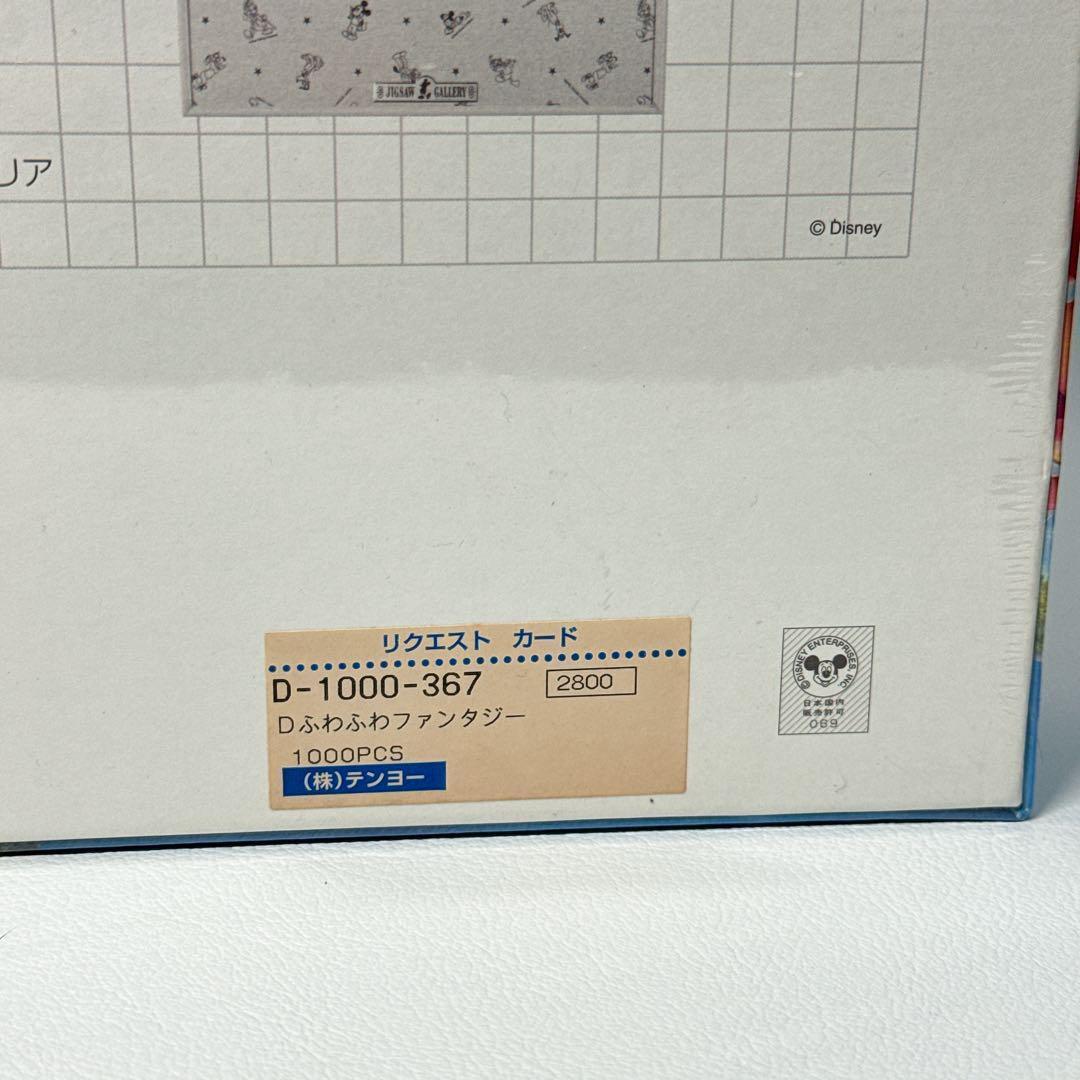 JIGSAW GALLERY
リア
© Disney
リクエスト カード
D-1000-367 2800
Dふわふわファンタジー
1000PCS
(株)テンヨー
© DISNEY ENTERPRISES, INC
日本国内
販売許可
069